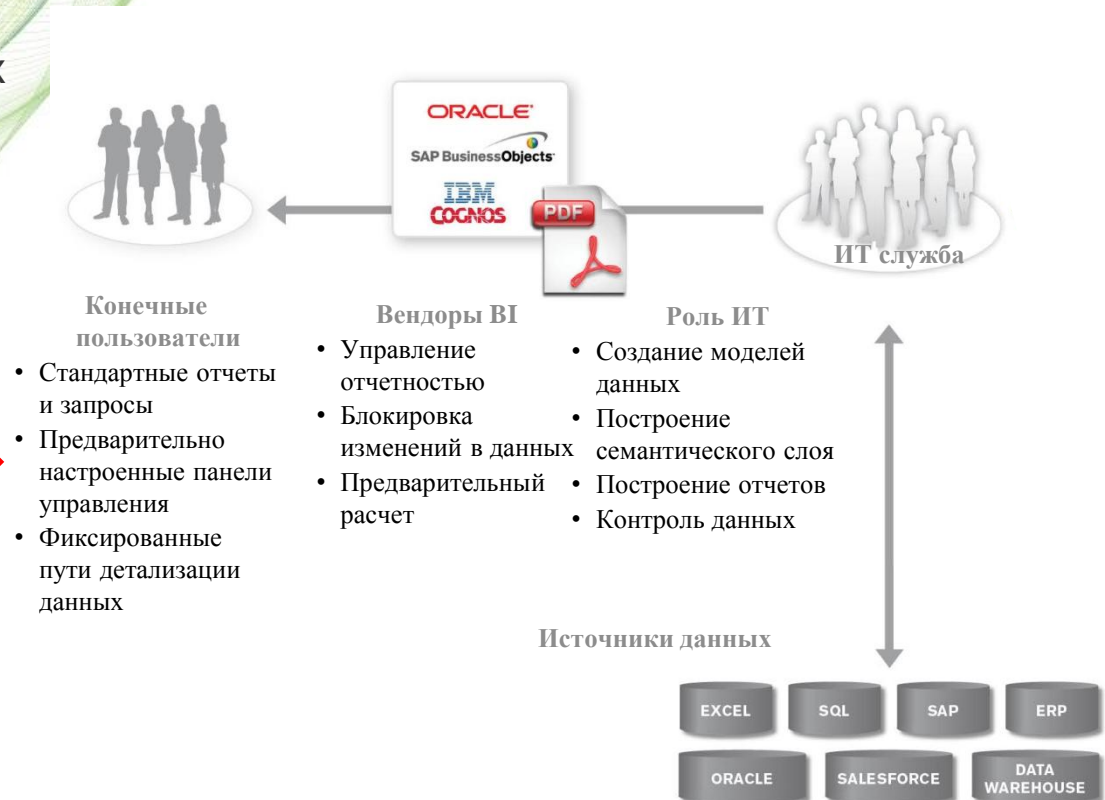 х
ORACLE
SAP BusinessObjects
IBM
COGNOS
PDF
ИТ служба
Конечные
пользователи
• Стандартные отчеты
и запросы
• Предварительно
настроенные панели
управления
• Фиксированные
пути детализации
данных
Вендоры BI
• Управление
отчетностью
• Блокировка
изменений в данных
• Предварительный
расчет
Роль ИТ
• Создание моделей
данных
• Построение
семантического слоя
• Построение отчетов
• Контроль данных
Источники данных
EXCEL
SQL
SAP
ERP
ORACLE
SALESFORCE
DATA
WAREHOUSE